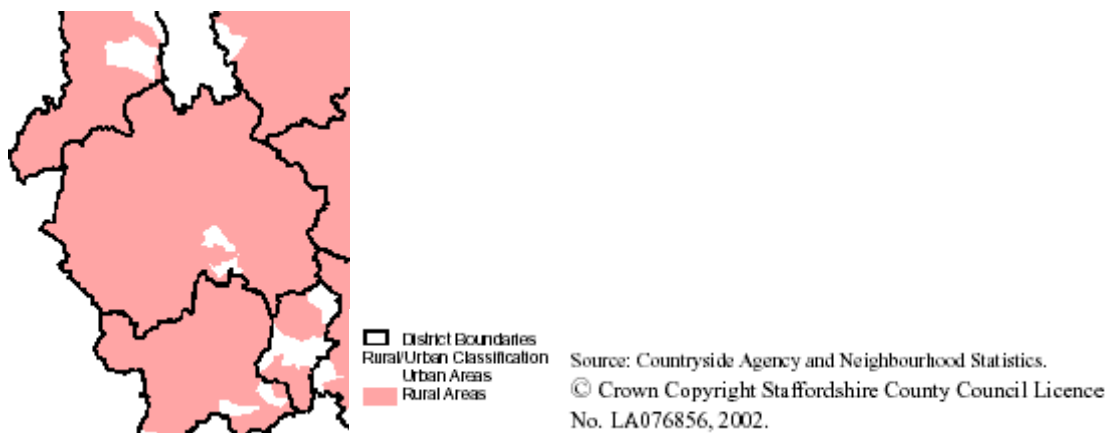 District Boundaries
Rural/Urban Classification
Urban Areas
Rural Areas
Source: Countryside Agency and Neighbourhood Statistics.
© Crown Copyright Staffordshire County Council Licence
No. LA076856, 2002.